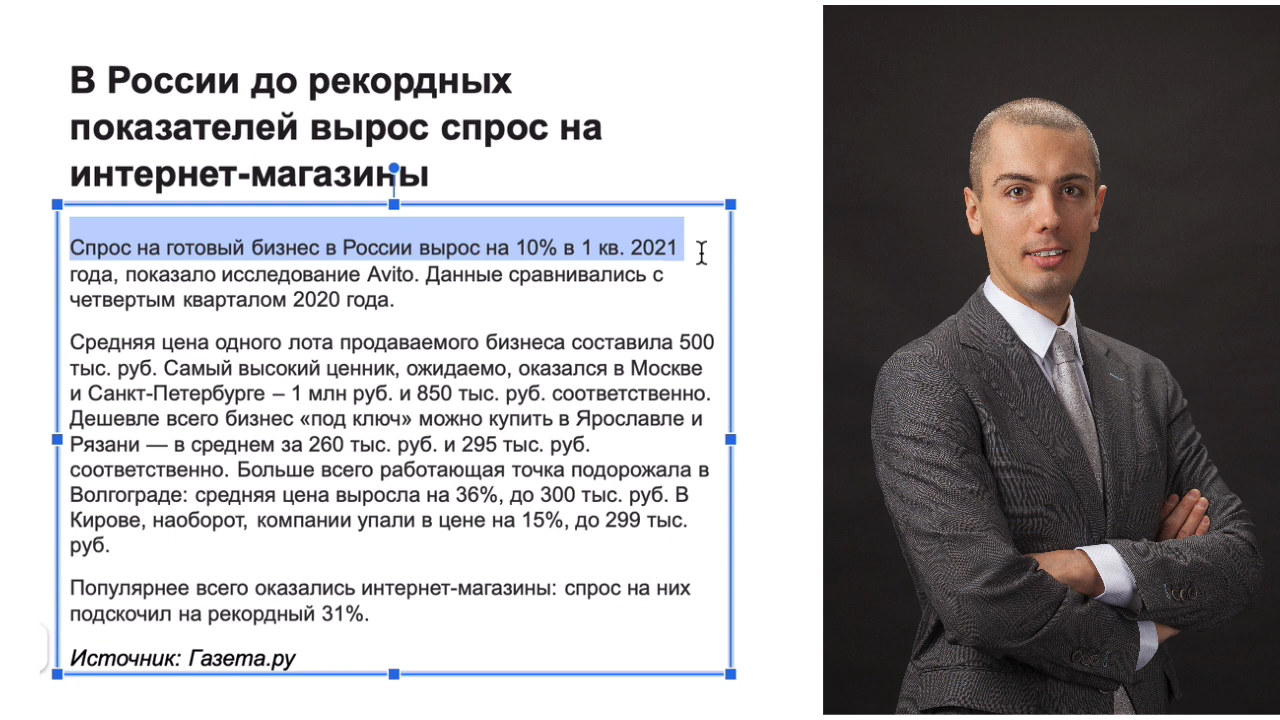 В России до рекордных
показателей вырос спрос на
интернет-магазины
Спрос на готовый бизнес в России вырос на 10% в 1 кв. 2021
года, показало исследование Avito. Данные сравнивались с
четвертым кварталом 2020 года.
Средняя цена одного лота продаваемого бизнеса составила 500
тыс. руб. Самый высокий ценник, ожидаемо, оказался в Москве
и Санкт-Петербурге – 1 млн руб. и 850 тыс. руб. соответственно.
Дешевле всего бизнес «под ключ» можно купить в Ярославле и
Рязани — в среднем за 260 тыс. руб. и 295 тыс. руб.
соответственно. Больше всего работающая точка подорожала в
Волгограде: средняя цена выросла на 36%, до 300 тыс. руб. В
Кирове, наоборот, компании упали в цене на 15%, до 299 тыс.
руб.
Популярнее всего оказались интернет-магазины: спрос на них
подскочил на рекордный 31%.
Источник: Газета.ру